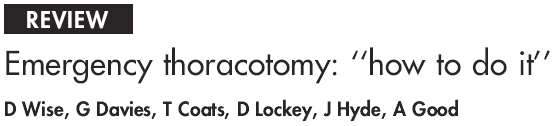 REVIEW
Emergency thoracotomy: ‘‘how to do it’’
D Wise, G Davies, T Coats, D Lockey, J Hyde, A Good